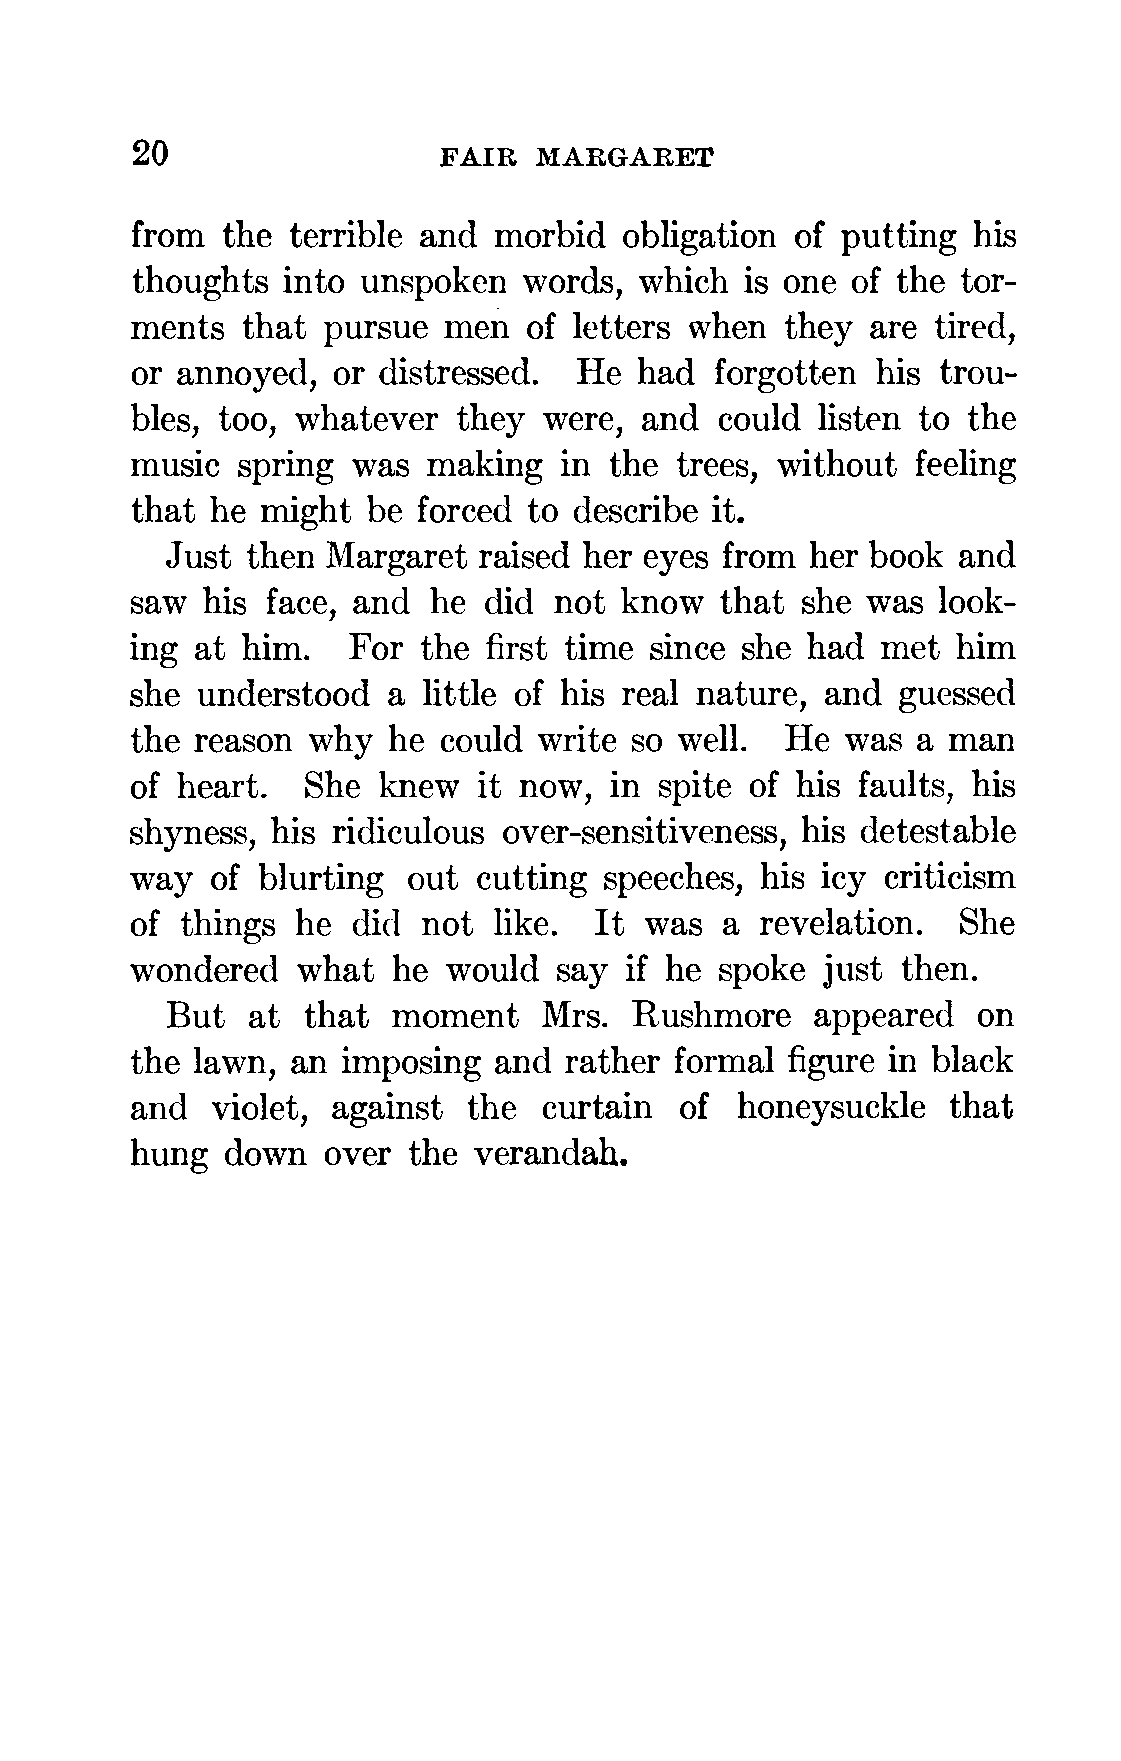 20 FAIR MARGARET
from the terrible and morbid obligation of putting his
thoughts into unspoken words, which is one of the tor-
ments that pursue men of letters when they are tired,
or annoyed, or distressed. He had forgotten his trou-
bles, too, whatever they were, and could listen to the
music spring was making in the trees, without feeling
that he might be forced to describe it.
Just then Margaret raised her eyes from her book and
saw his face, and he did not know that she was look-
ing at him. For the first time since she had met him
she understood a little of his real nature, and guessed
the reason why he could write so well. He was a man
of heart. She knew it now, in spite of his faults, his
shyness, his ridiculous over-sensitiveness, his detestable
way of blurting out cutting speeches, his icy criticism
of things he did not like. It was a revelation. She
wondered what he would say if he spoke just then.
But at that moment Mrs. Rushmore appeared on
the lawn, an imposing and rather formal figure in black
and violet, against the curtain of honeysuckle that
hung down over the verandah.